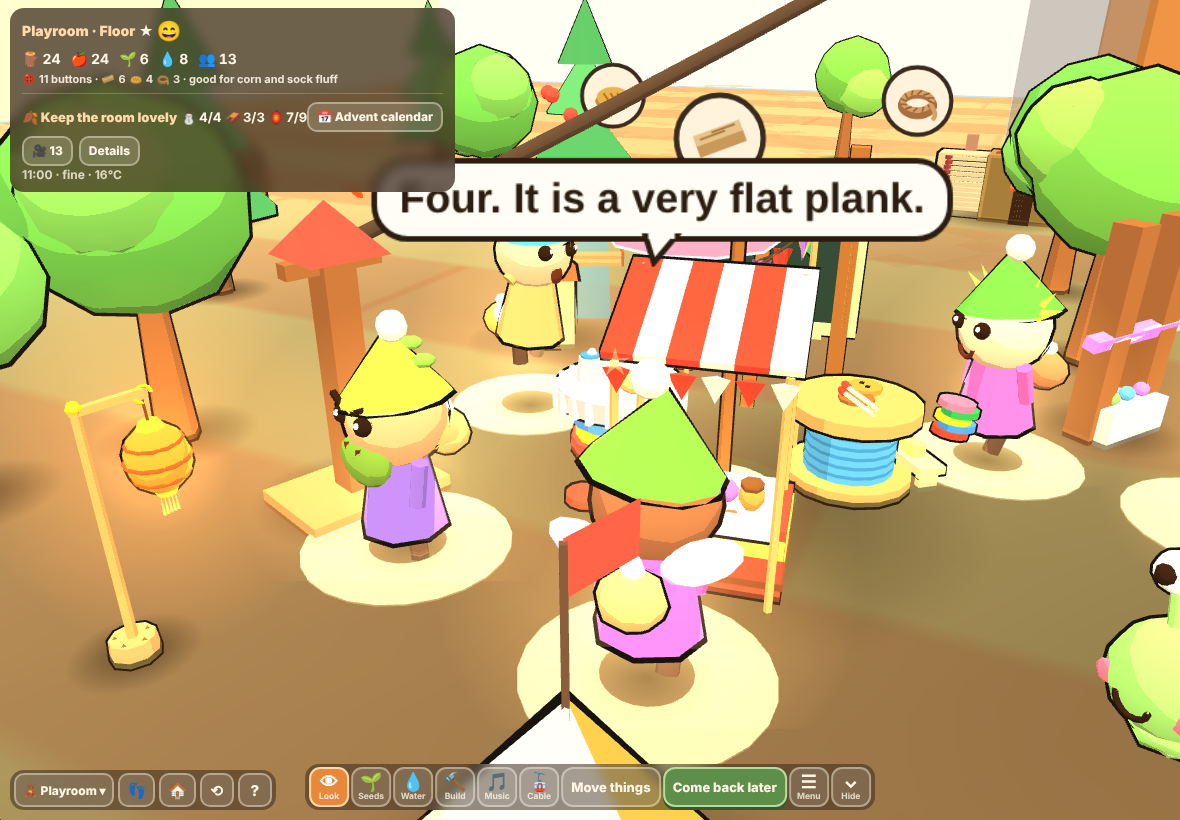 Playroom · Floor ★
24 24 6 8 13
11 buttons · 6 4 3 · good for corn and sock fluff
Keep the room lovely 4/4 3/3 7/9 Advent calendar
13 Details
11:00 · fine · 16°C
Four. It is a very flat plank.
Playroom ▾ ?
Look Seeds Water Build Music Cable Move things Come back later Menu Hide